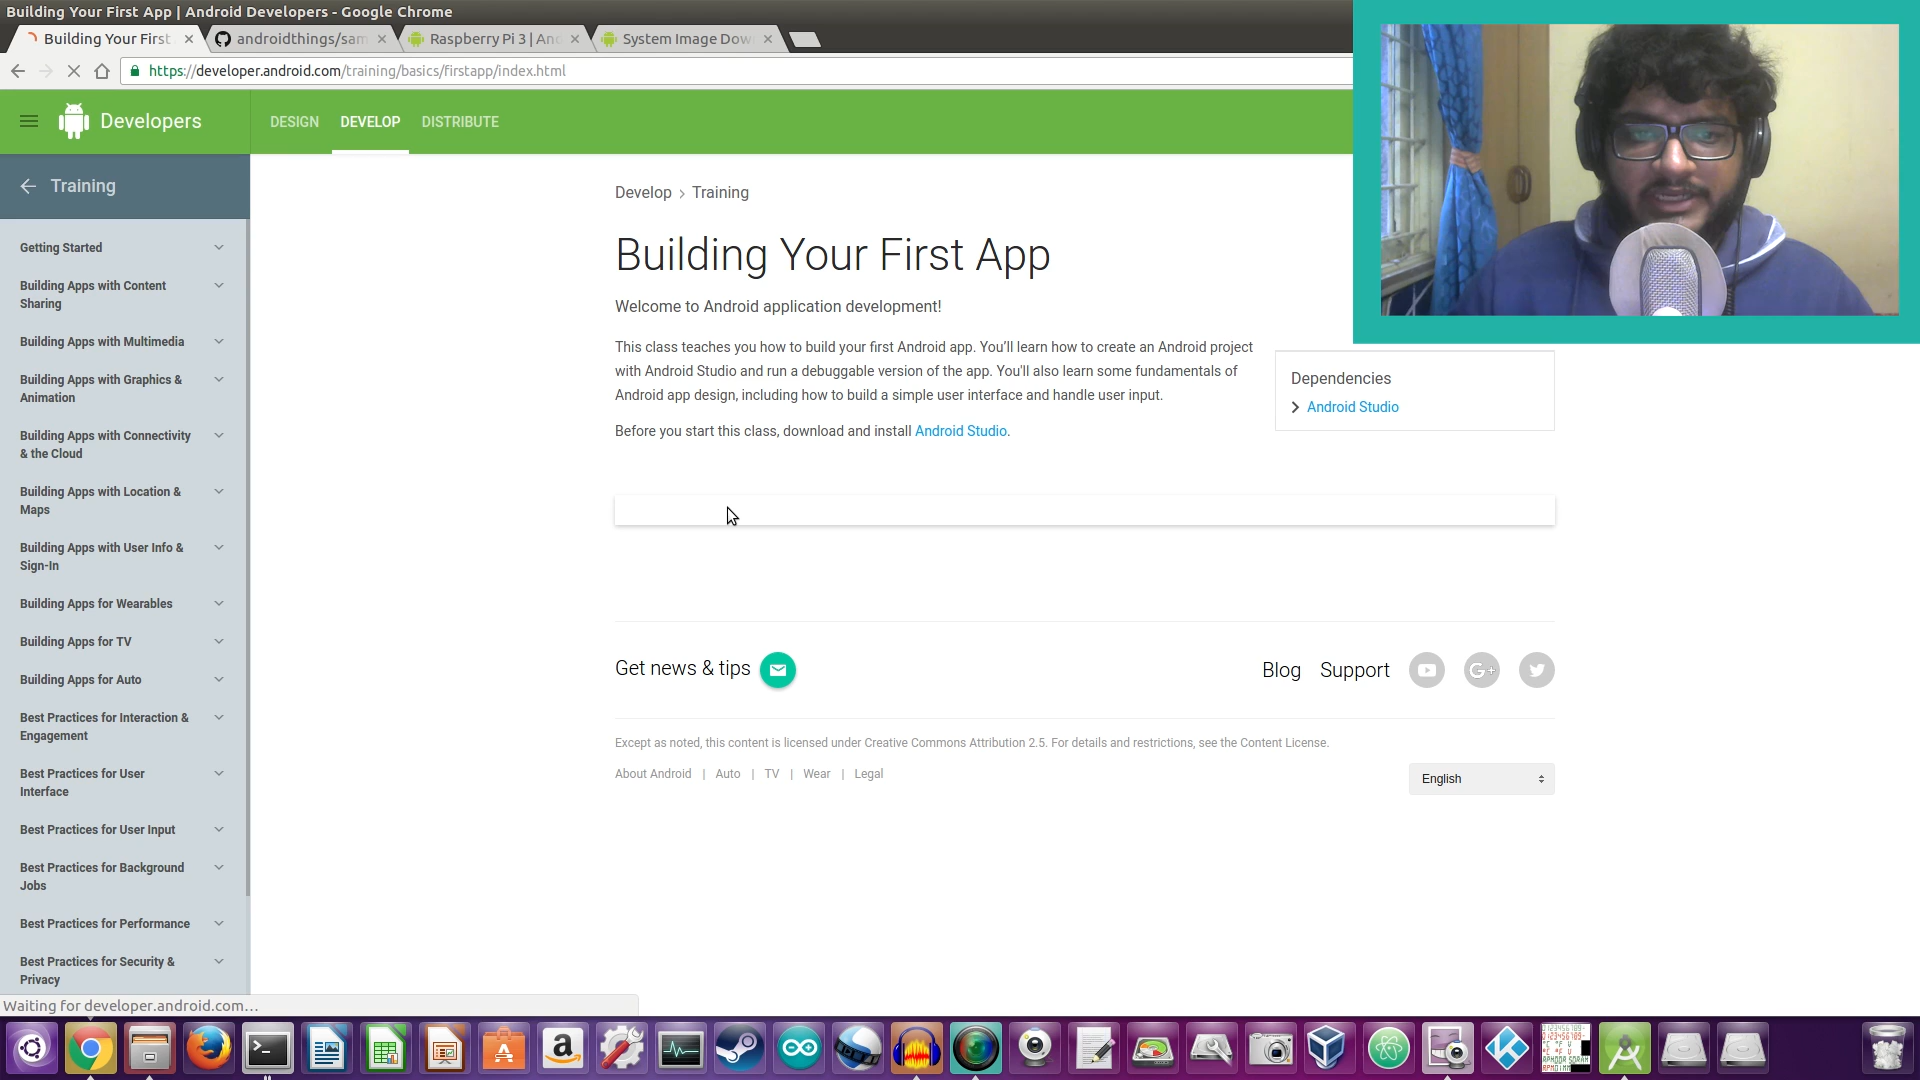 Building Your First App | Android Developers - Google Chrome
Building Your First
androidthings/sam
Raspberry Pi 3 | And
System Image Dow
https://developer.android.com/training/basics/firstapp/index.html
Developers
DESIGN
DEVELOP
DISTRIBUTE
Training
Getting Started
Building Apps with Content
Sharing
Building Apps with Multimedia
Building Apps with Graphics &
Animation
Building Apps with Connectivity
& the Cloud
Building Apps with Location &
Maps
Building Apps with User Info &
Sign-In
Building Apps for Wearables
Building Apps for TV
Building Apps for Auto
Best Practices for Interaction &
Engagement
Best Practices for User
Interface
Best Practices for User Input
Best Practices for Background
Jobs
Best Practices for Performance
Best Practices for Security &
Privacy
Waiting for developer.android.com...
Develop > Training
Building Your First App
Welcome to Android application development!
This class teaches you how to build your first Android app. You’ll learn how to create an Android project
with Android Studio and run a debuggable version of the app. You'll also learn some fundamentals of
Android app design, including how to build a simple user interface and handle user input.
Before you start this class, download and install Android Studio.
Dependencies
Android Studio
Get news & tips
Blog
Support
G+
Except as noted, this content is licensed under Creative Commons Attribution 2.5. For details and restrictions, see the Content License.
About Android | Auto | TV | Wear | Legal
English